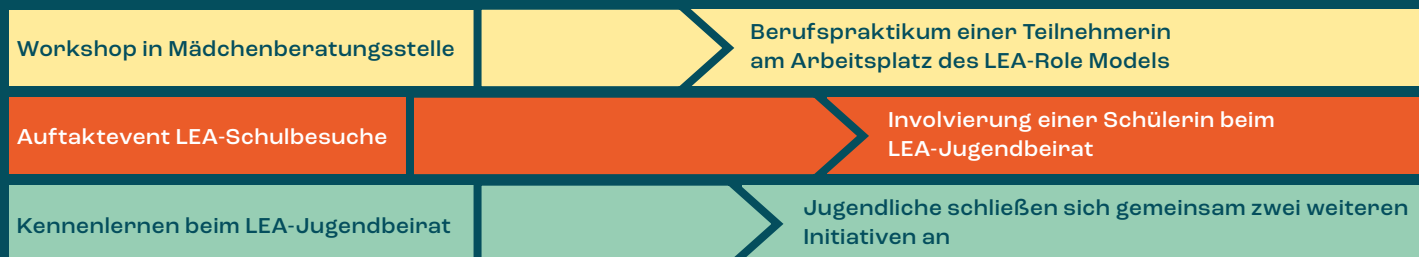 Workshop in Mädchenberatungsstelle
Berufspraktikum einer Teilnehmerin
am Arbeitsplatz des LEA-Role Models
Auftaktevent LEA-Schulbesuche
Involvierung einer Schülerin beim
LEA-Jugendbeirat
Kennenlernen beim LEA-Jugendbeirat
Jugendliche schließen sich gemeinsam zwei weiteren
Initiativen an